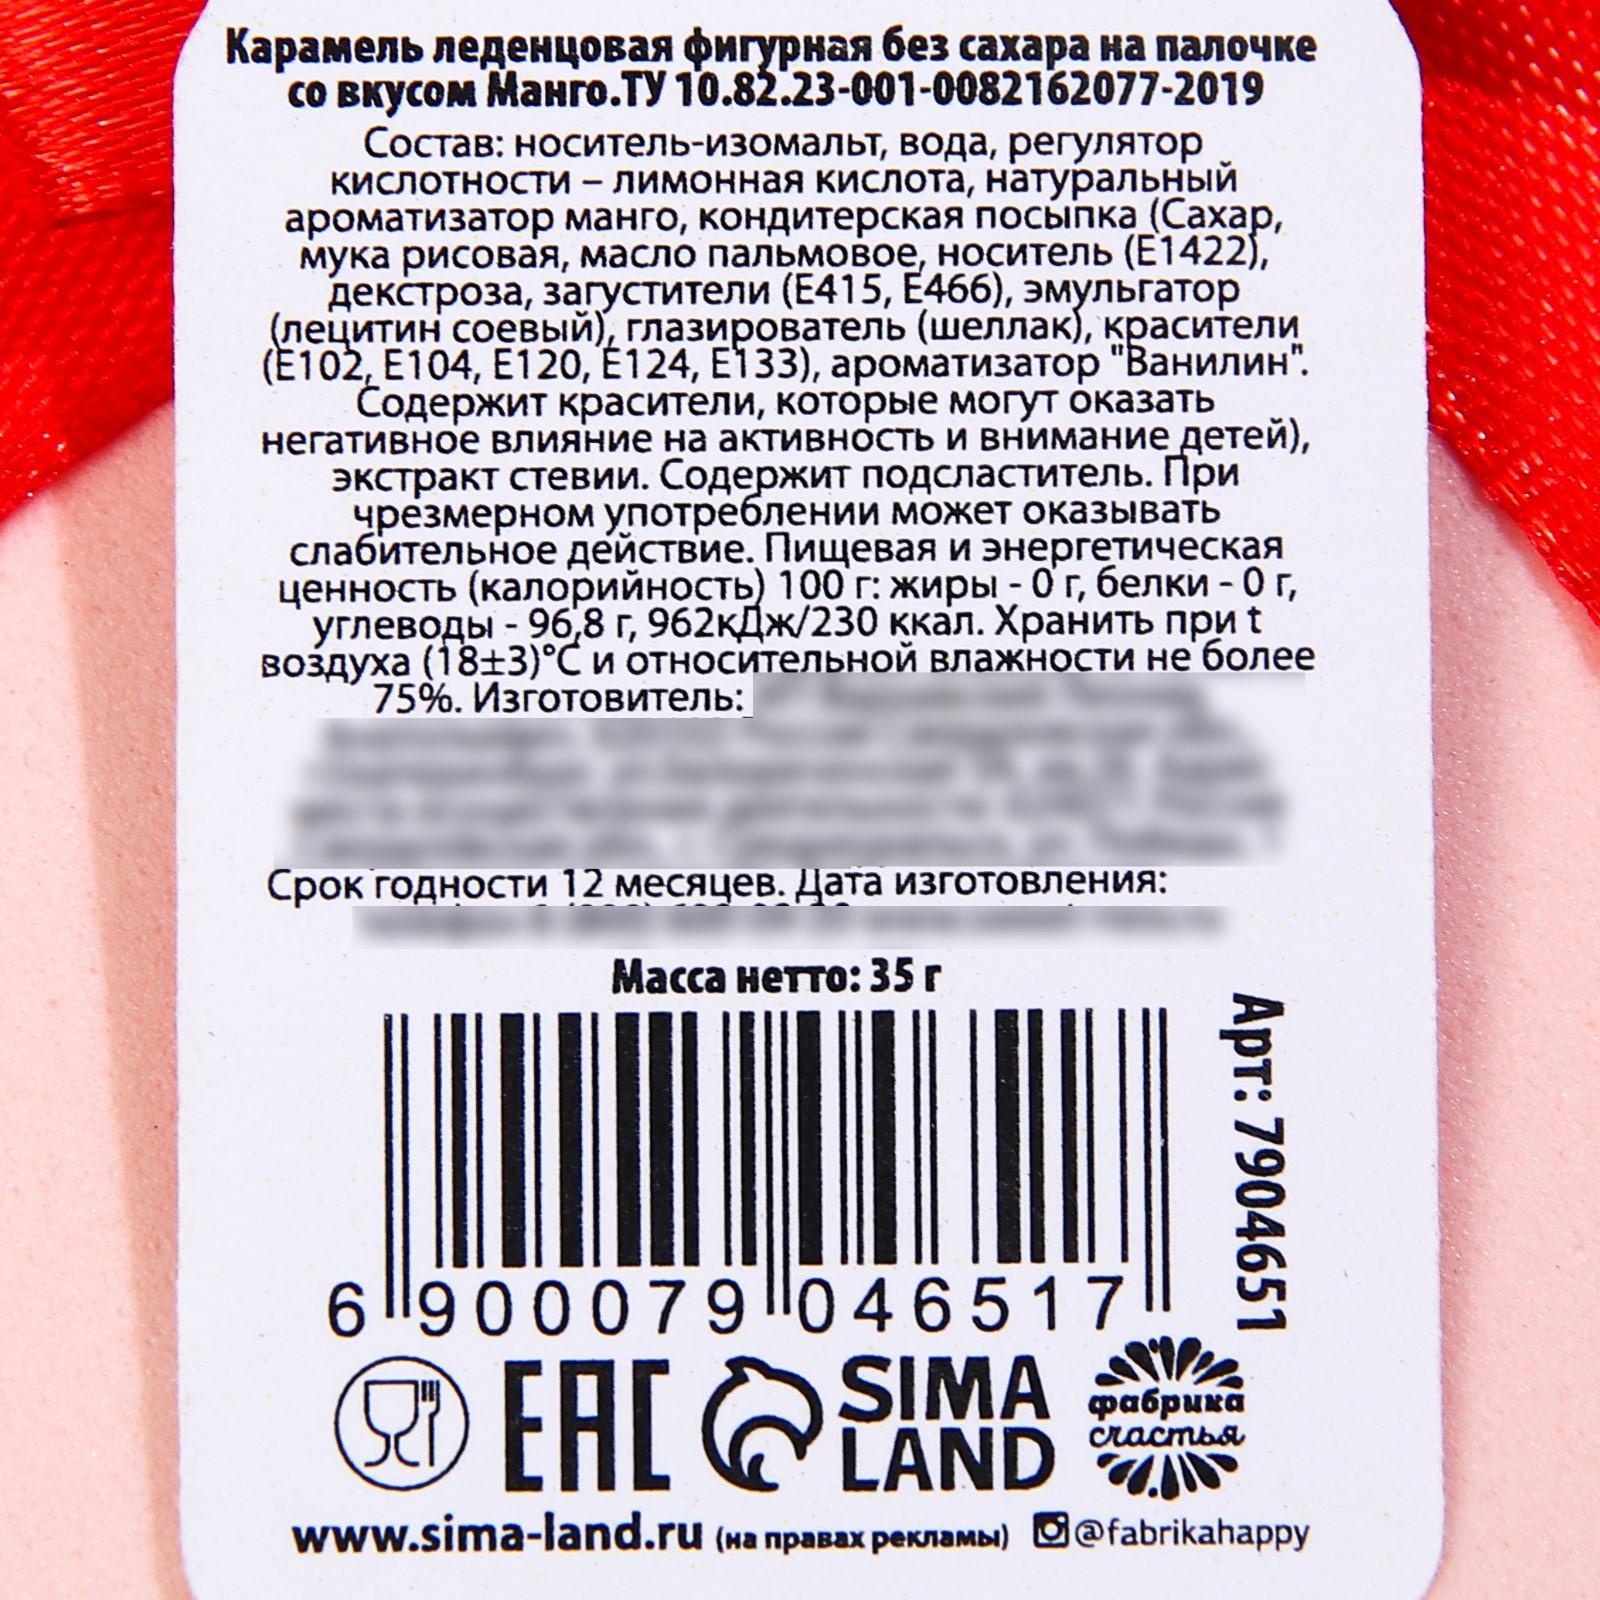 Карамель леденцовая фигурная без сахара на палочке
со вкусом Манго.ТУ 10.82.23-001-0082162077-2019
Состав: носитель-изомальт, вода, регулятор
кислотности – лимонная кислота, натуральный
ароматизатор манго, кондитерская посыпка (Сахар,
мука рисовая, масло пальмовое, носитель (Е1422),
декстроза, загустители (Е415, Е466), эмульгатор
(лецитин соевый), глазирователь (шеллак), красители
(Е102, Е104, Е120, Е124, Е133), ароматизатор "Ванилин".
Содержит красители, которые могут оказать
негативное влияние на активность и внимание детей),
экстракт стевии. Содержит подсластитель. При
чрезмерном употреблении может оказывать
слабительное действие. Пищевая и энергетическая
ценность (калорийность) 100 г: жиры - 0 г, белки - 0 г,
углеводы - 96,8 г, 962кДж/230 ккал. Хранить при t
воздуха (18±3)°С и относительной влажности не более
75%. Изготовитель:
Срок годности 12 месяцев. Дата изготовления:
Масса нетто: 35 г
Арт: 7904651
6 900079 046517
EAC
SIMA
LAND
фабрика
счастья
www.sima-land.ru (на правах рекламы) @fabrikahappy